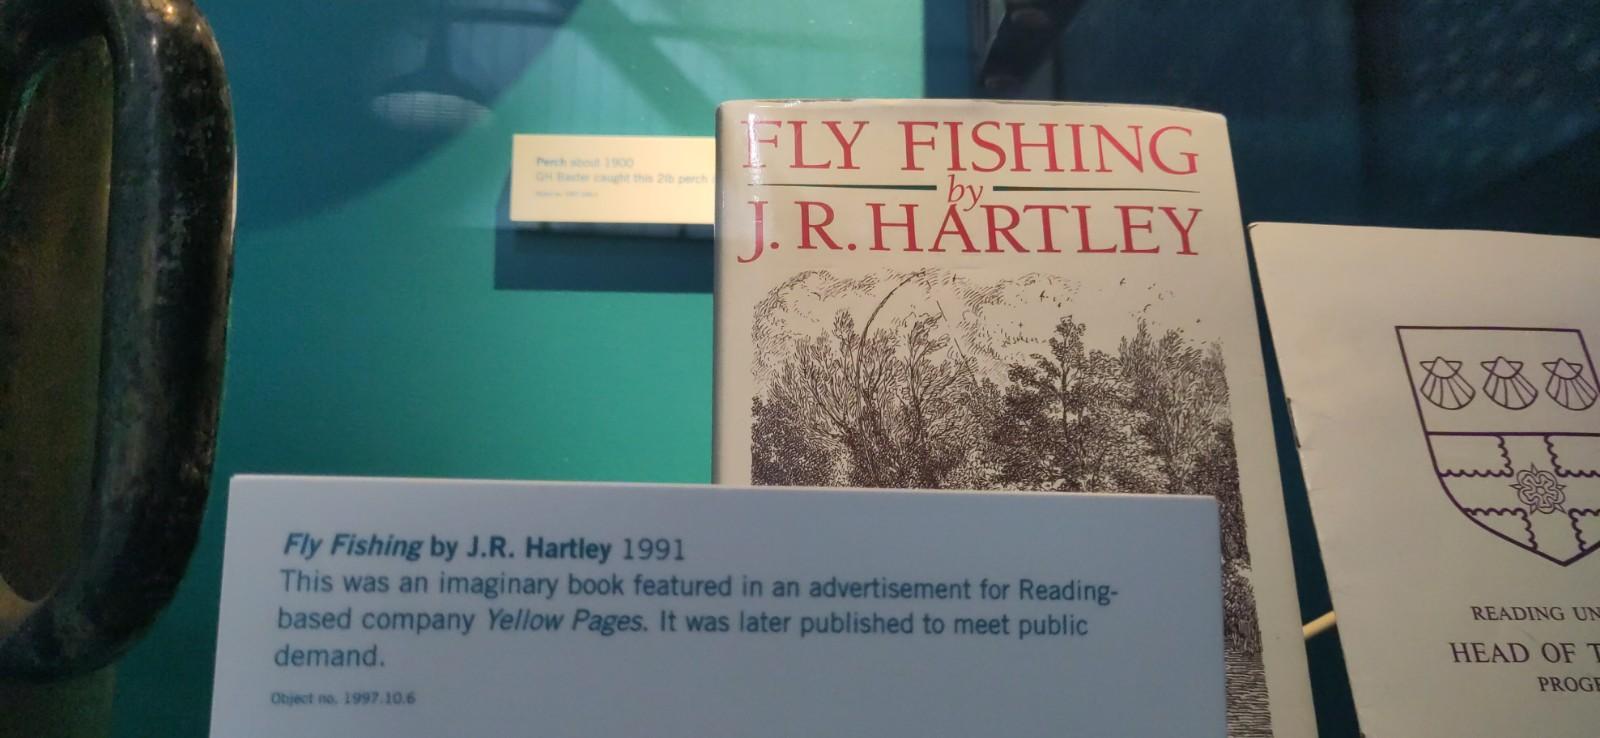 Perch about 1900
GH Baxter caught this 2lb perch
FLY FISHING
by
J. R. HARTLEY
Fly Fishing by J.R. Hartley 1991
This was an imaginary book featured in an advertisement for Reading-
based company Yellow Pages. It was later published to meet public
demand.
Object no. 1997.10.6
READING UN
HEAD OF T
PROGR